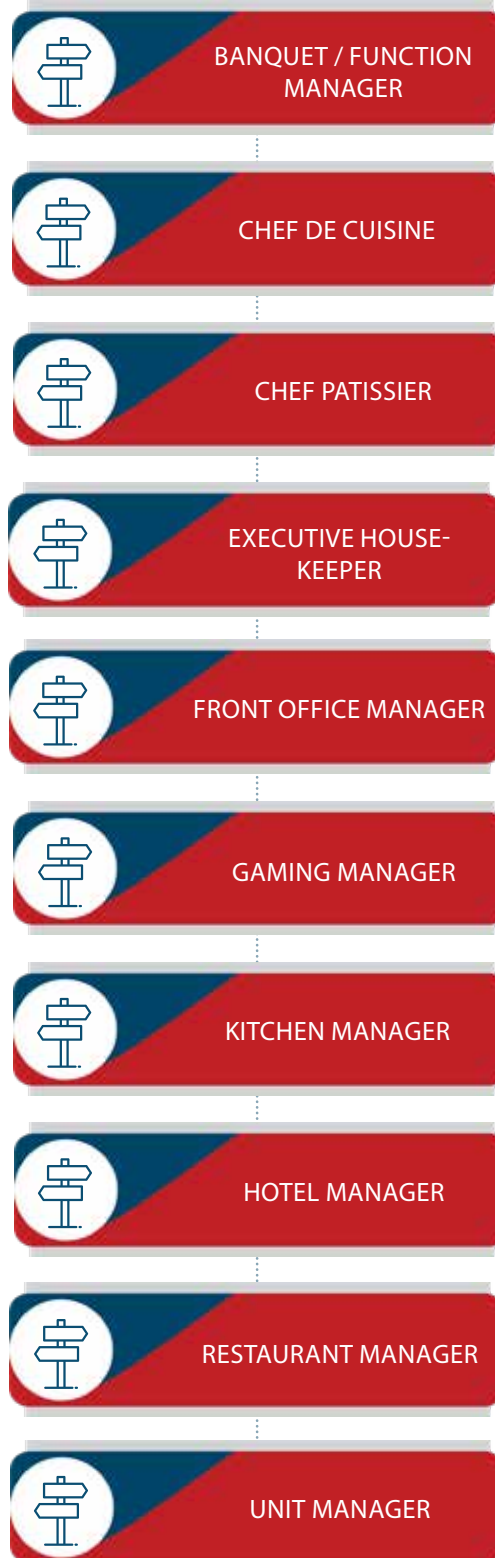 BANQUET / FUNCTION
MANAGER
CHEF DE CUISINE
CHEF PATISSIER
EXECUTIVE HOUSE-
KEEPER
FRONT OFFICE MANAGER
GAMING MANAGER
KITCHEN MANAGER
HOTEL MANAGER
RESTAURANT MANAGER
UNIT MANAGER